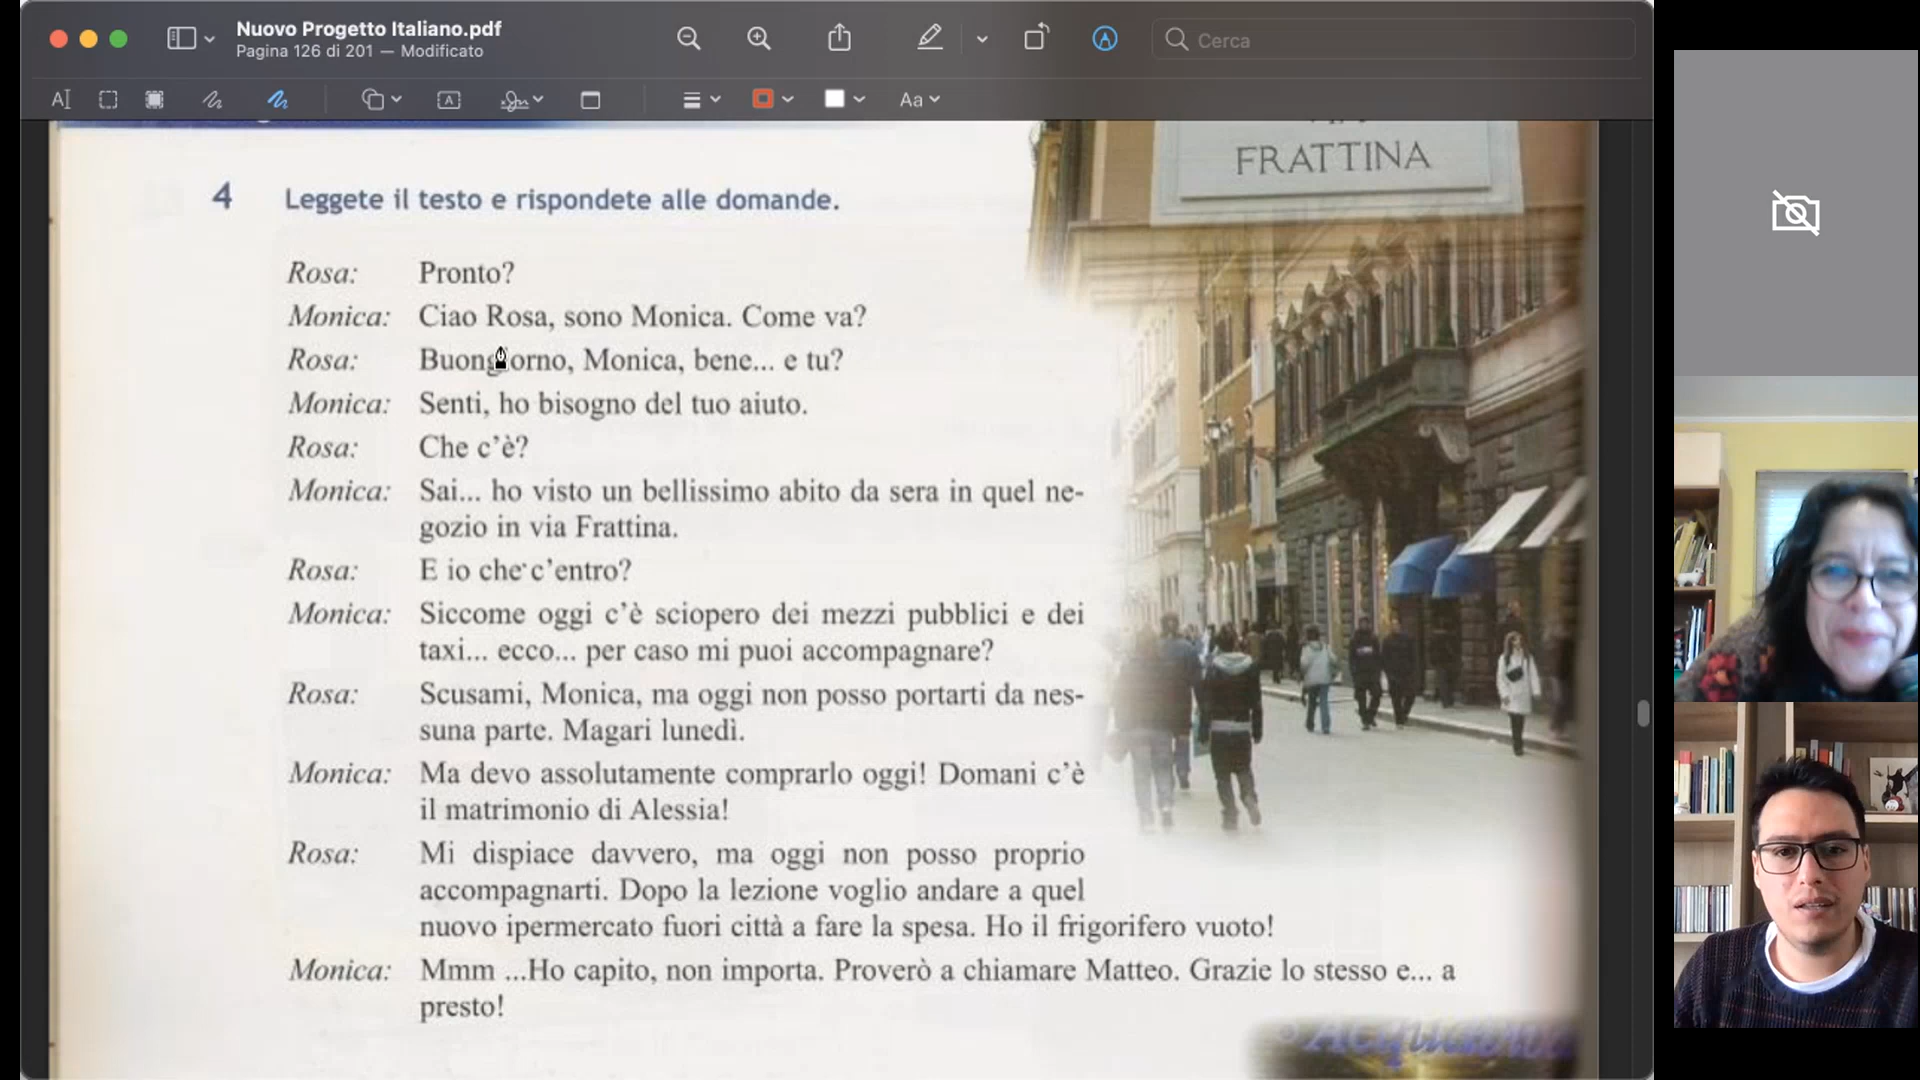 Nuovo Progetto Italiano.pdf
Pagina 126 di 201 — Modificato
Cerca
Aa
FRATTINA
4 Leggete il testo e rispondete alle domande.
Rosa: Pronto?
Monica: Ciao Rosa, sono Monica. Come va?
Rosa: Buongiorno, Monica, bene... e tu?
Monica: Senti, ho bisogno del tuo aiuto.
Rosa: Che c'è?
Monica: Sai... ho visto un bellissimo abito da sera in quel ne-
gozio in via Frattina.
Rosa: E io che c'entro?
Monica: Siccome oggi c'è sciopero dei mezzi pubblici e dei
taxi... ecco... per caso mi puoi accompagnare?
Rosa: Scusami, Monica, ma oggi non posso portarti da nes-
suna parte. Magari lunedì.
Monica: Ma devo assolutamente comprarlo oggi! Domani c'è
il matrimonio di Alessia!
Rosa: Mi dispiace davvero, ma oggi non posso proprio
accompagnarti. Dopo la lezione voglio andare a quel
nuovo ipermercato fuori città a fare la spesa. Ho il frigorifero vuoto!
Monica: Mmm ...Ho capito, non importa. Proverò a chiamare Matteo. Grazie lo stesso e... a
presto!